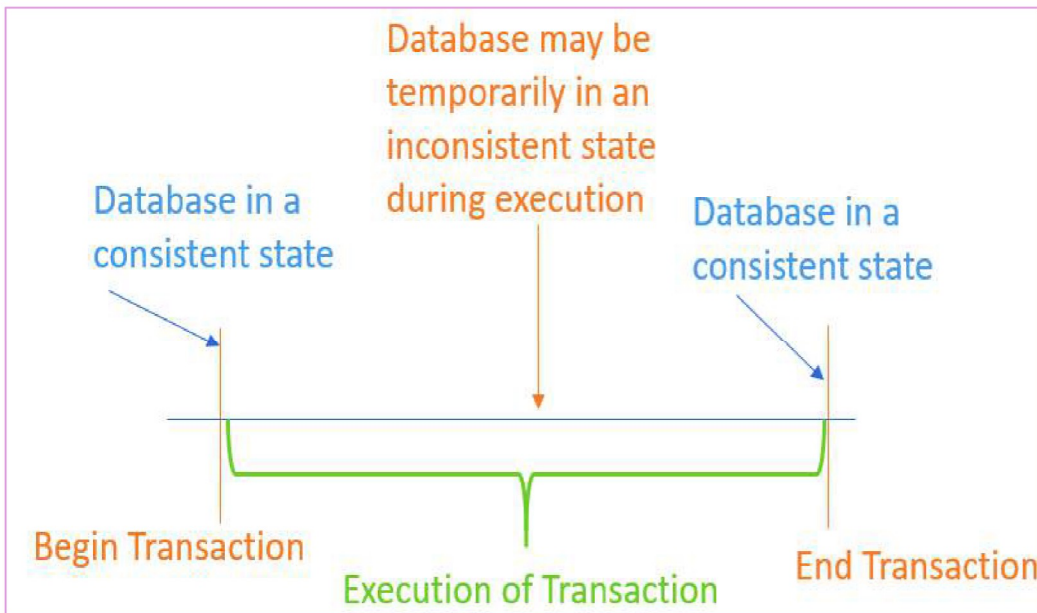 Database may be
temporarily in an
inconsistent state
during execution
Database in a
consistent state
Database in a
consistent state
Begin Transaction
Execution of Transaction
End Transaction